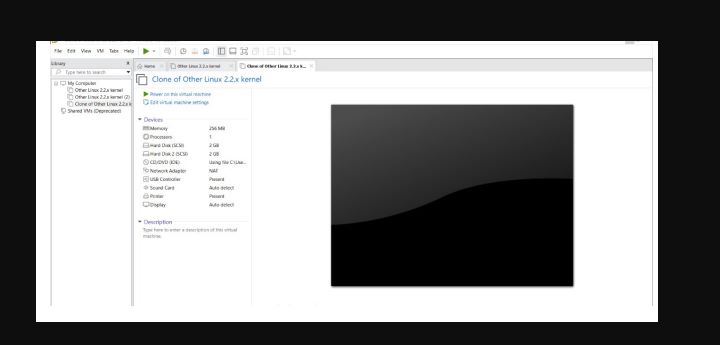 File Edit View VM Tabs Help
Library
Type here to search
My Computer
Other Linux 2.2.x kernel
Other Linux 2.2.x kernel (2)
Clone of Other Linux 2.2.x k
Shared VMs (Deprecated)
Home
Other Linux 2.2.x kernel
Clone of Other Linux 2.2.x k...
Clone of Other Linux 2.2.x kernel
Power on this virtual machine
Edit virtual machine settings
Devices
Memory 256 MB
Processors 1
Hard Disk (SCSI) 2 GB
Hard Disk 2 (SCSI) 2 GB
CD/DVD (IDE) Using file C:\Use...
Network Adapter NAT
USB Controller Present
Sound Card Auto detect
Printer Present
Display Auto detect
Description
Type here to enter a description of this virtual
machine.